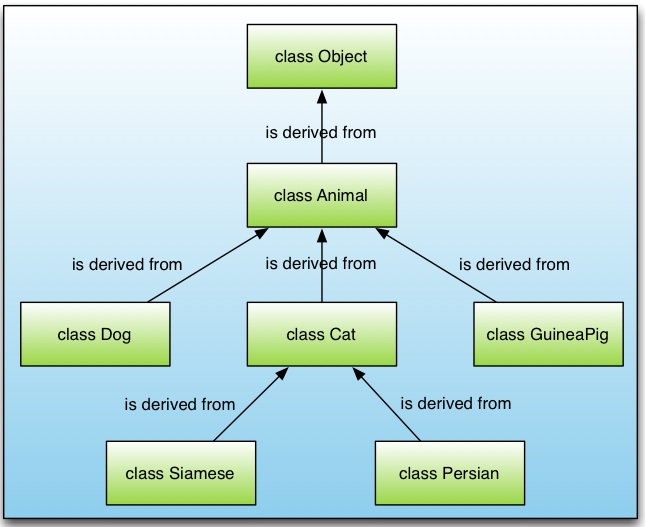 class Object
is derived from
class Animal
is derived from
is derived from
is derived from
class Dog
class Cat
class GuineaPig
is derived from
is derived from
class Siamese
class Persian